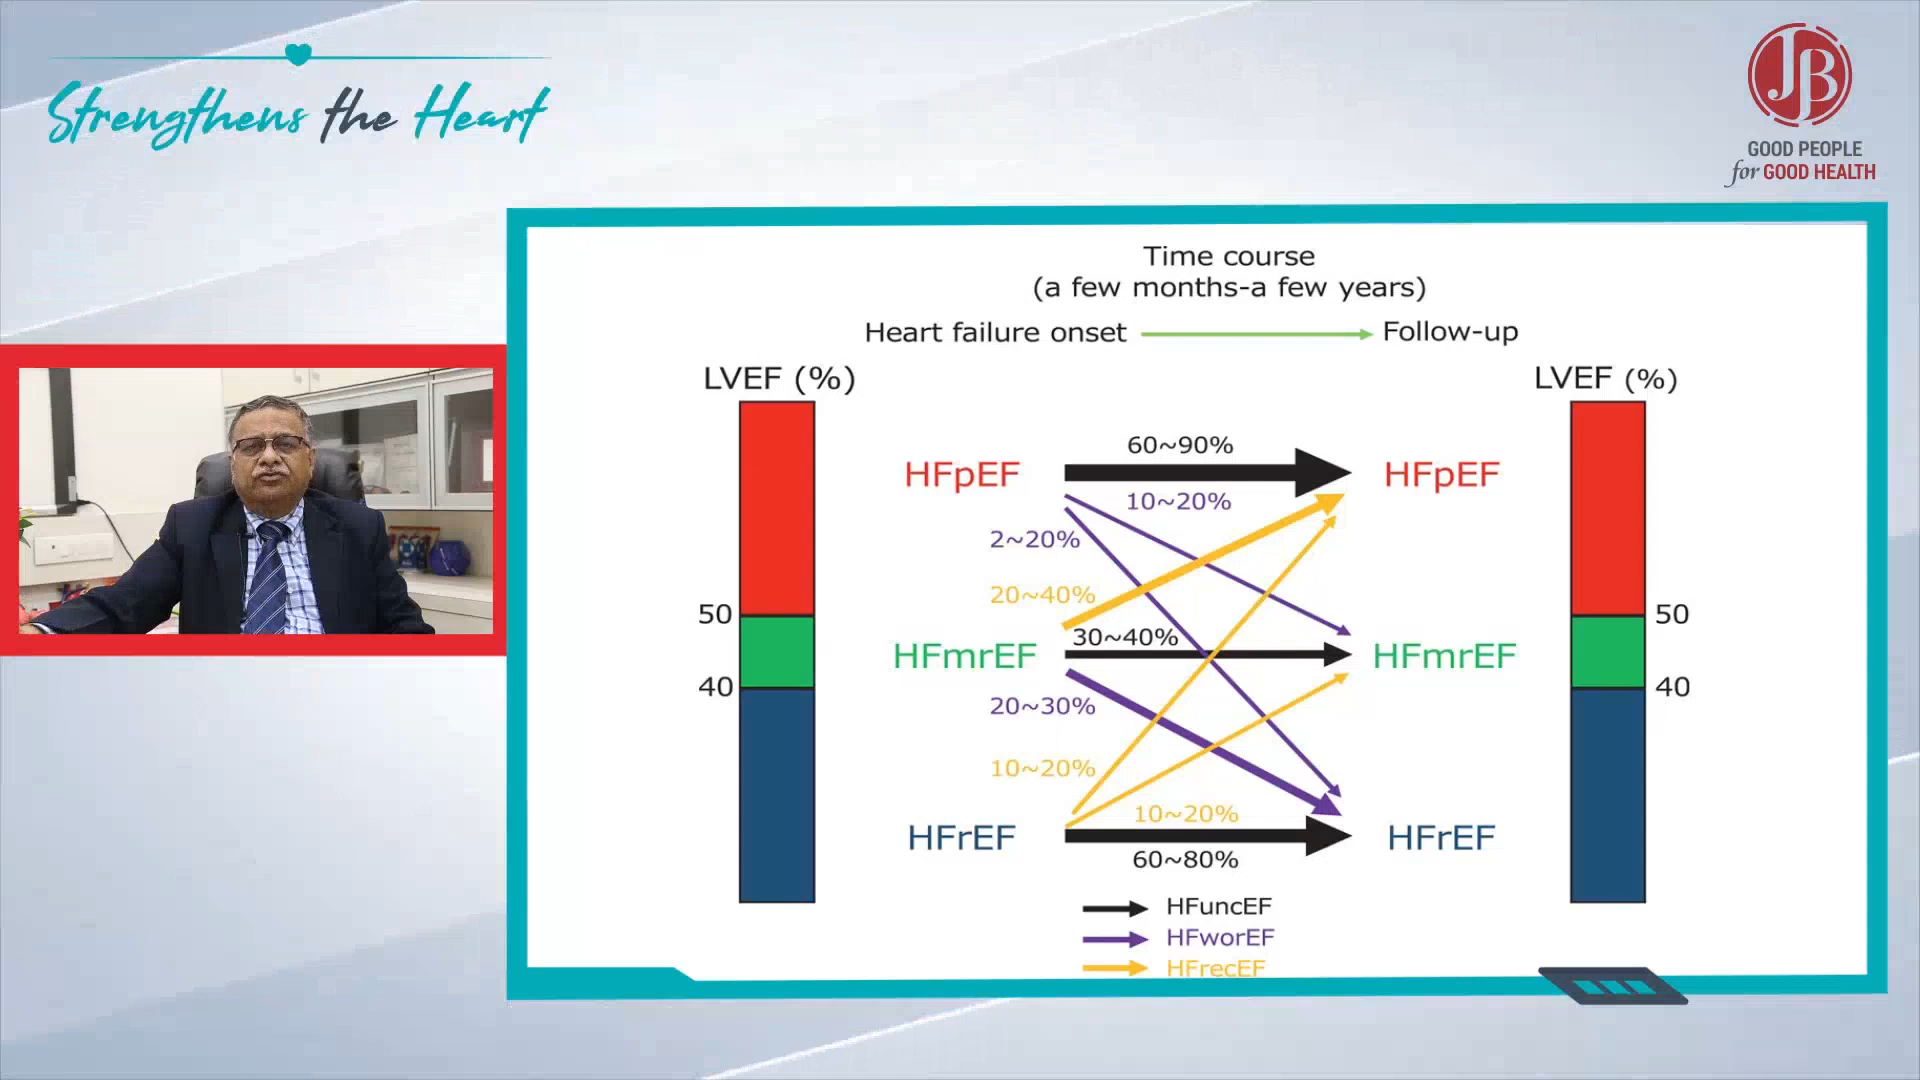 Strengthens the Heart
JB
GOOD PEOPLE
for GOOD HEALTH
Time course
(a few months-a few years)
Heart failure onset
Follow-up
LVEF (%)
LVEF (%)
60~90%
HFpEF
HFpEF
10~20%
2~20%
20~40%
50
50
30~40%
HFmrEF
HFmrEF
40
40
20~30%
10~20%
10~20%
HFrEF
HFrEF
60~80%
HFuncEF
HFworEF
HFrecEF